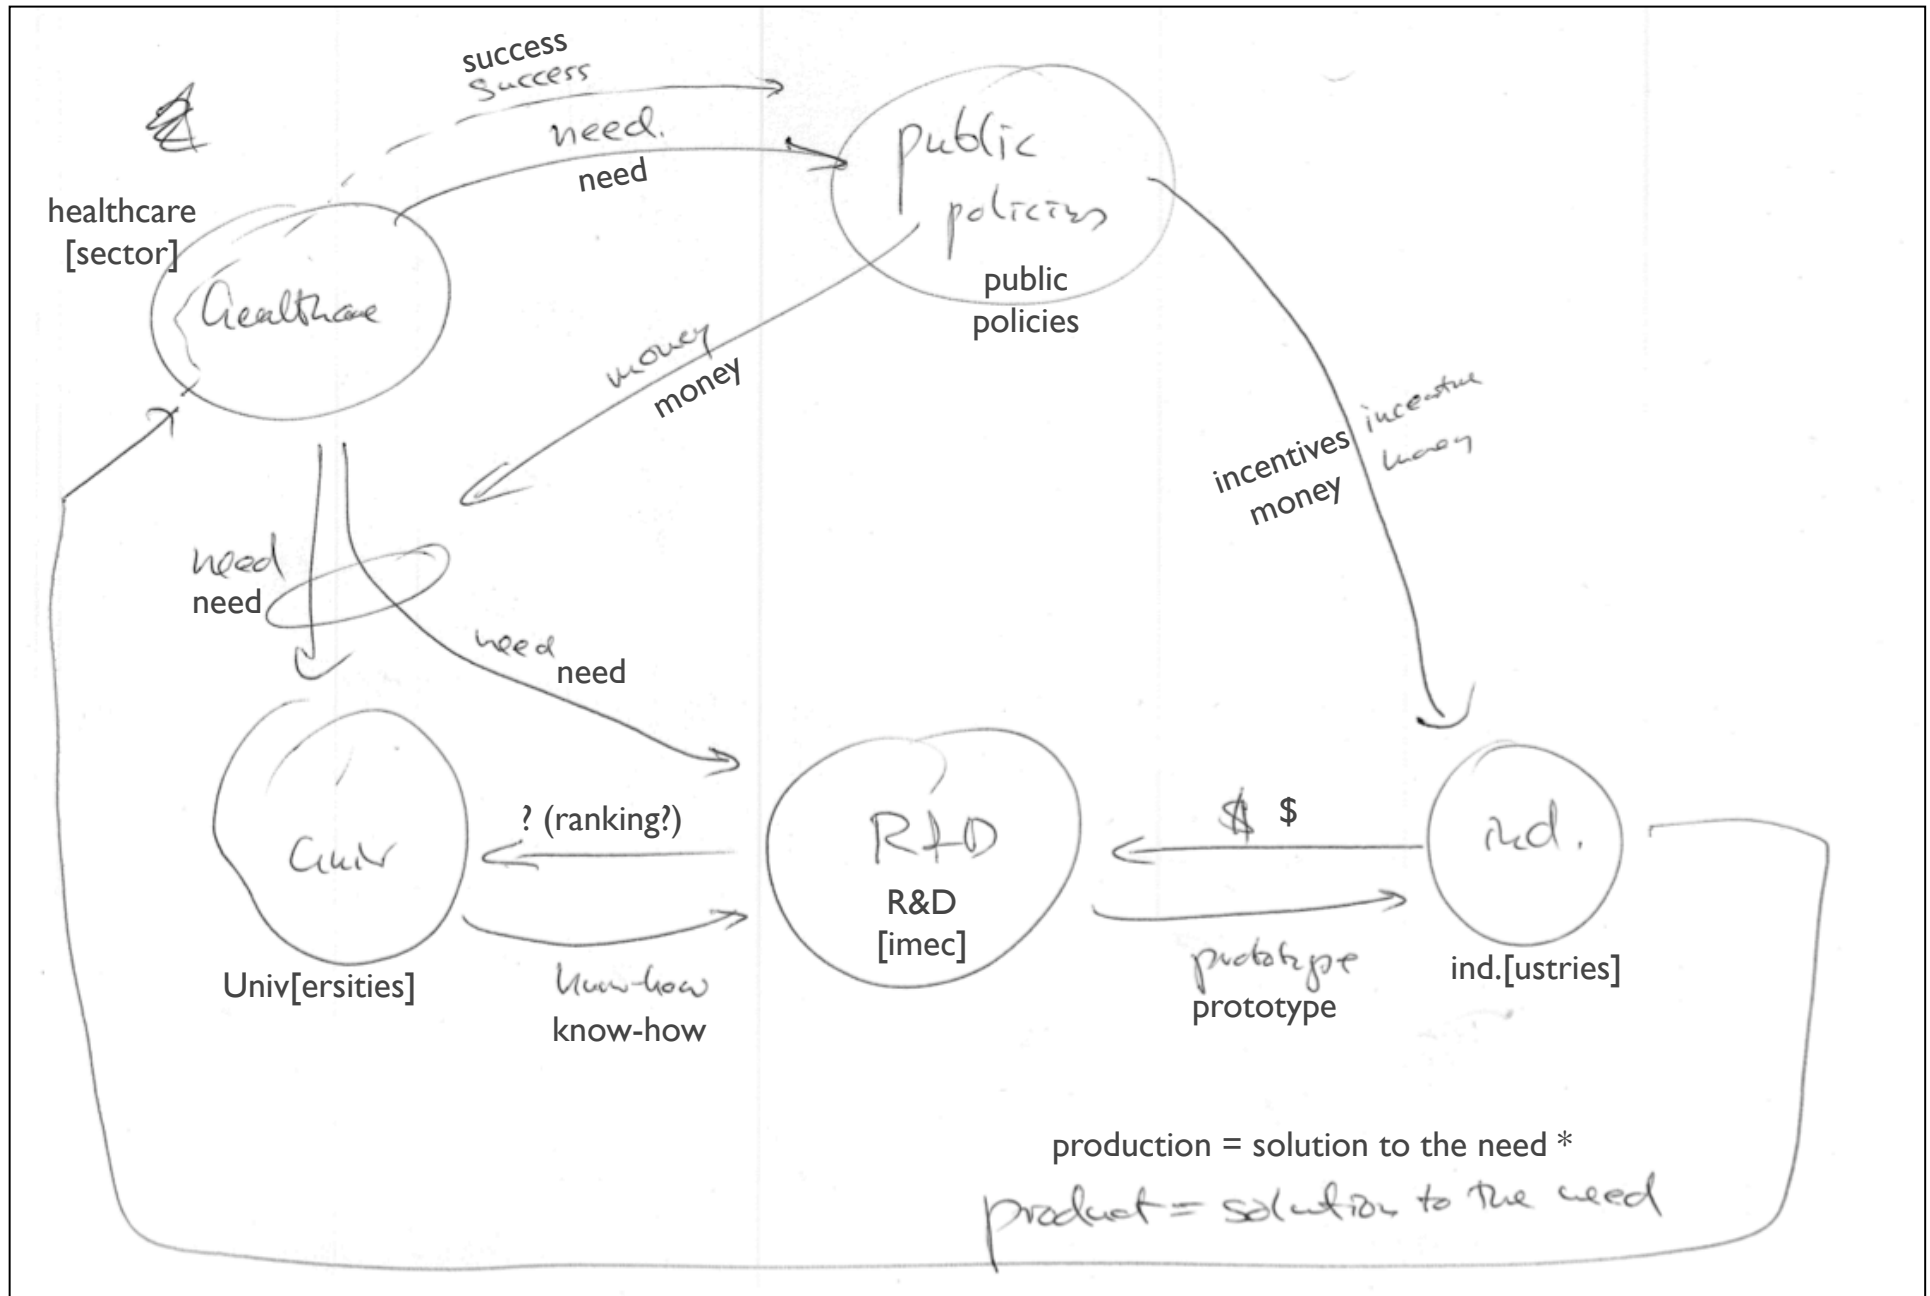 success
success
need.
need
public
policies
public
policies
healthcare
[sector]
healthcare
money
money
incentive
money
incentives
money
need
need
need
need
? (ranking?)
$ $
univ
R+D
ind.
R&D
[imec]
Univ[ersities]
ind.[ustries]
know-how
know-how
prototype
prototype
production = solution to the need *
product = solution to the need